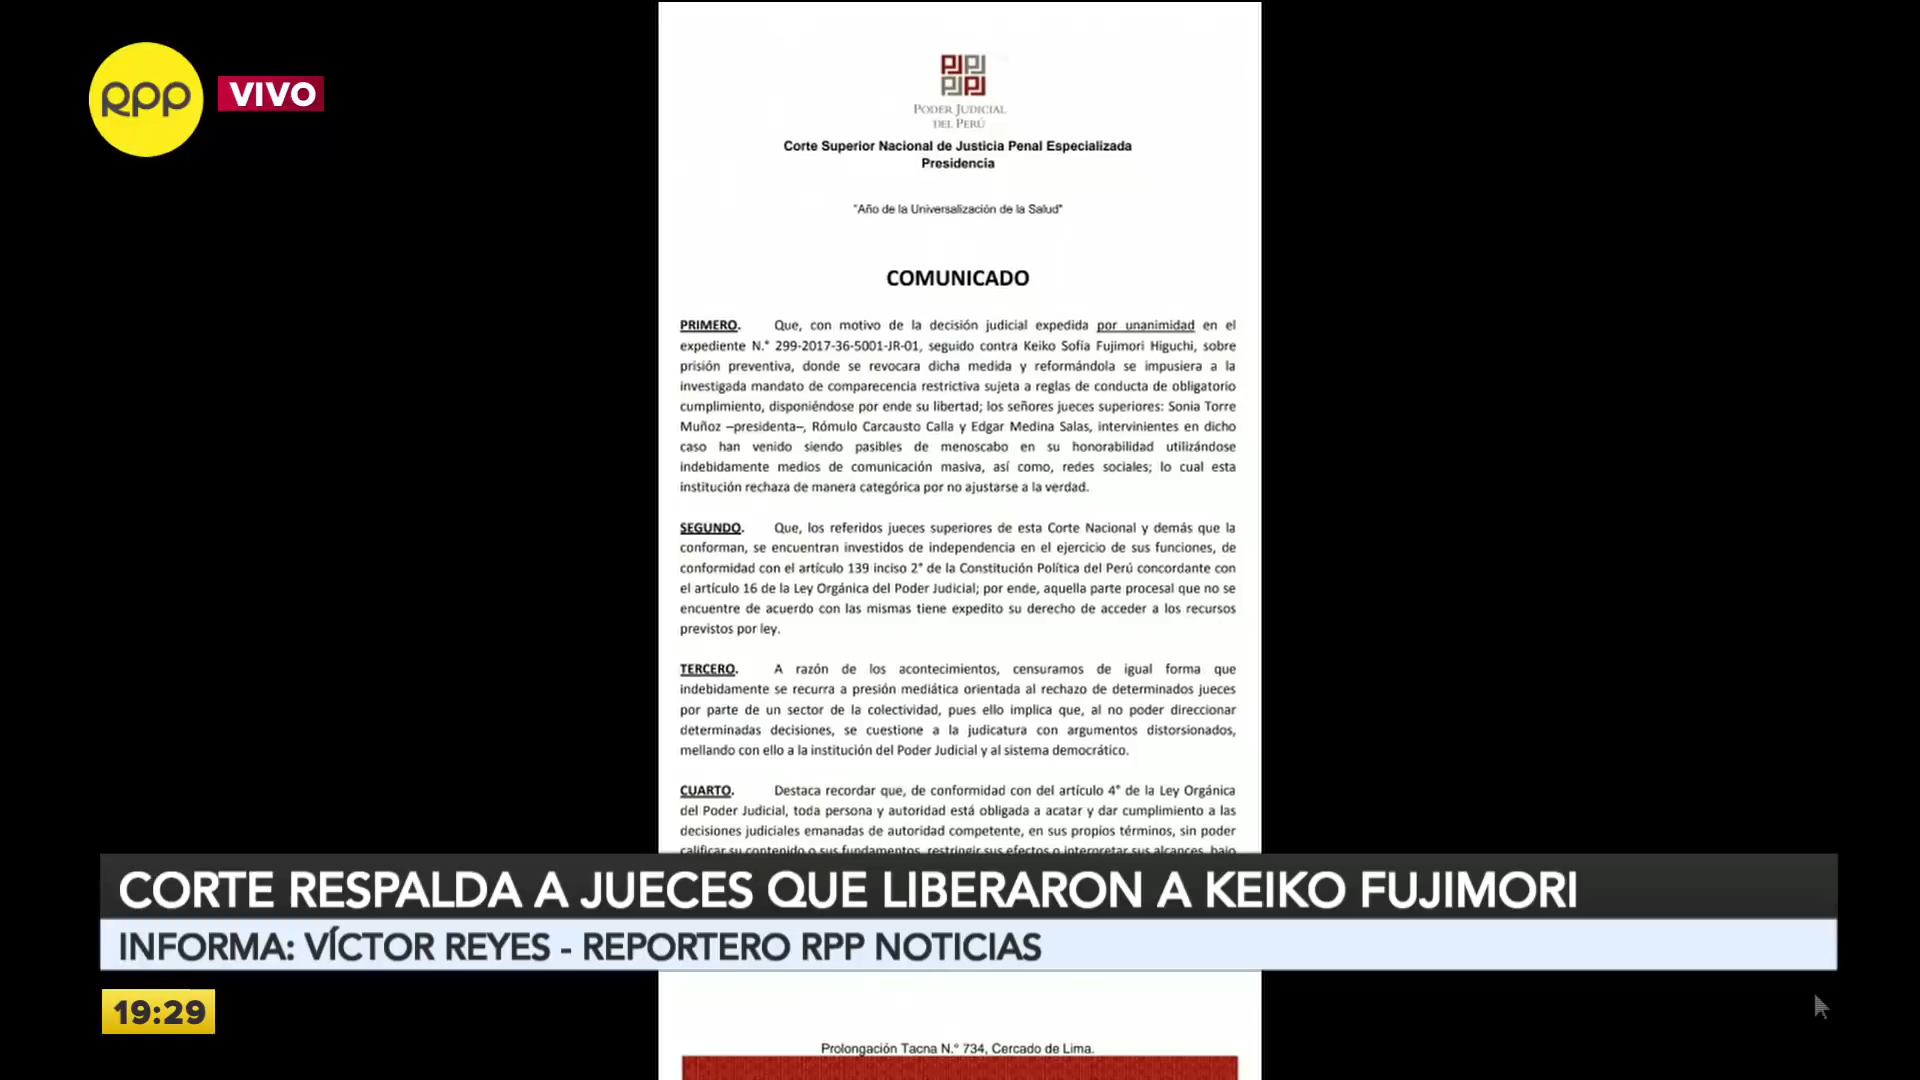 RPP
VIVO
PJ
PODER JUDICIAL
DEL PERÚ
Corte Superior Nacional de Justicia Penal Especializada
Presidencia
"Año de la Universalización de la Salud"
COMUNICADO
PRIMERO. Que, con motivo de la decisión judicial expedida por unanimidad en el
expediente N.° 299-2017-36-5001-JR-01, seguido contra Keiko Sofía Fujimori Higuchi, sobre
prisión preventiva, donde se revocara dicha medida y reformándola se impusiera a la
investigada mandato de comparecencia restrictiva sujeta a reglas de conducta de obligatorio
cumplimiento, disponiéndose por ende su libertad; los señores jueces superiores: Sonia Torre
Muñoz –presidenta–, Rómulo Carcausto Calla y Edgar Medina Salas, intervinientes en dicho
caso han venido siendo pasibles de menoscabo en su honorabilidad utilizándose
indebidamente medios de comunicación masiva, así como, redes sociales; lo cual esta
institución rechaza de manera categórica por no ajustarse a la verdad.
SEGUNDO. Que, los referidos jueces superiores de esta Corte Nacional y demás que la
conforman, se encuentran investidos de independencia en el ejercicio de sus funciones, de
conformidad con el artículo 139 inciso 2° de la Constitución Política del Perú concordante con
el artículo 16 de la Ley Orgánica del Poder Judicial; por ende, aquella parte procesal que no se
encuentre de acuerdo con las mismas tiene expedito su derecho de acceder a los recursos
previstos por ley.
TERCERO. A razón de los acontecimientos, censuramos de igual forma que
indebidamente se recurra a presión mediática orientada al rechazo de determinados jueces
por parte de un sector de la colectividad, pues ello implica que, al no poder direccionar
determinadas decisiones, se cuestione a la judicatura con argumentos distorsionados,
mellando con ello a la institución del Poder Judicial y al sistema democrático.
CUARTO. Destaca recordar que, de conformidad con del artículo 4° de la Ley Orgánica
del Poder Judicial, toda persona y autoridad está obligada a acatar y dar cumplimiento a las
decisiones judiciales emanadas de autoridad competente, en sus propios términos, sin poder
calificar su contenido o sus fundamentos, restringir sus efectos o interpretar sus alcances, bajo
CORTE RESPALDA A JUECES QUE LIBERARON A KEIKO FUJIMORI
INFORMA: VÍCTOR REYES - REPORTERO RPP NOTICIAS
19:29
Prolongación Tacna N.° 734, Cercado de Lima.